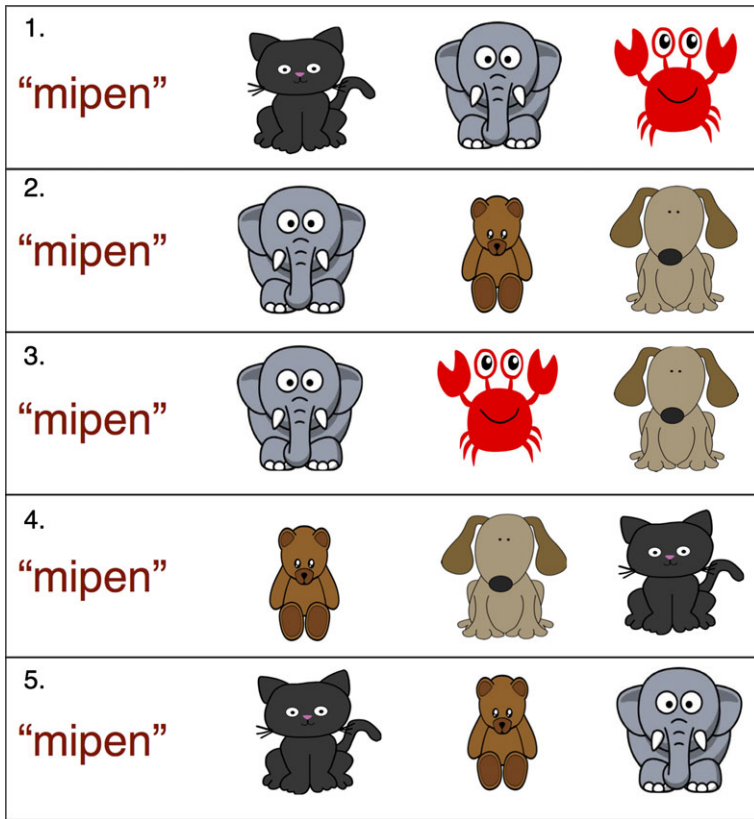 1.
“mipen”
2.
“mipen”
3.
“mipen”
4.
“mipen”
5.
“mipen”